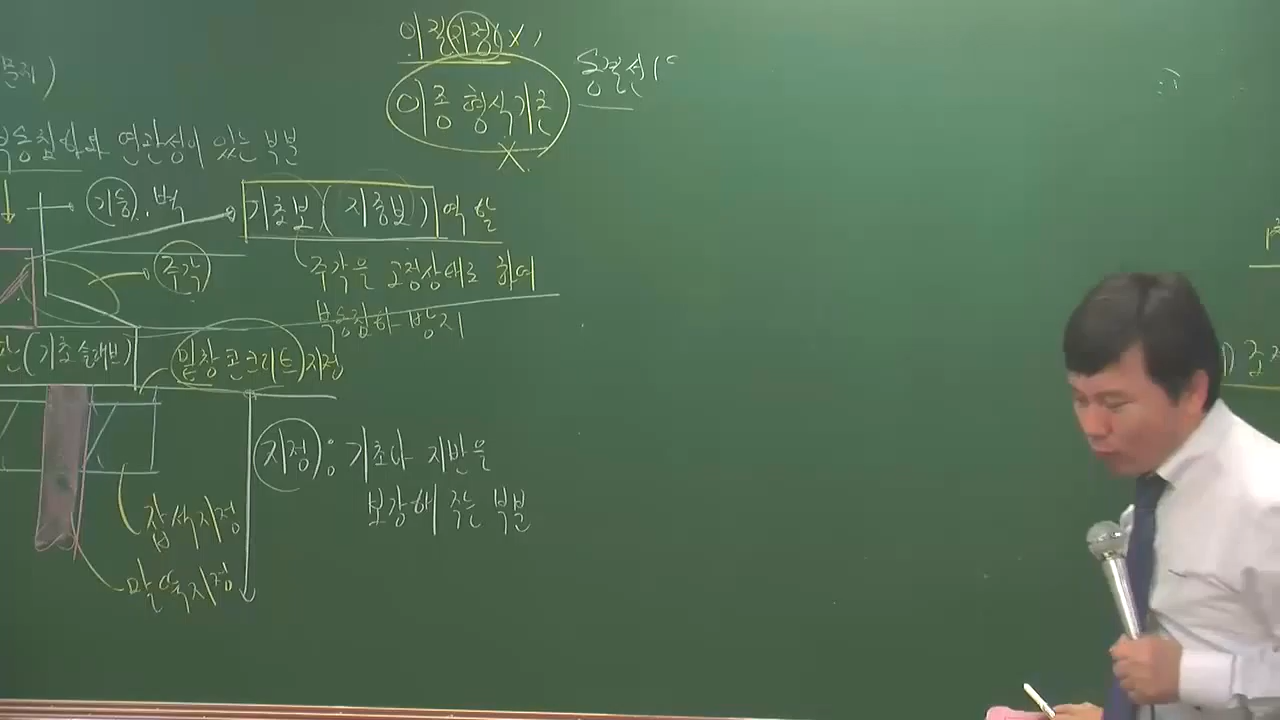 이질(지정)(X),
이종 형식기초
X
부동침하와 연관성이 있는 부분
기둥, 벽
기초보(지중보) 역할
주각을 고정상태로 하여
부동침하 방지
주각
판(기초슬래브)
밑창콘크리트지정
지정: 기초나 지반을
보강해 주는 부분
잡석지정
말뚝지정